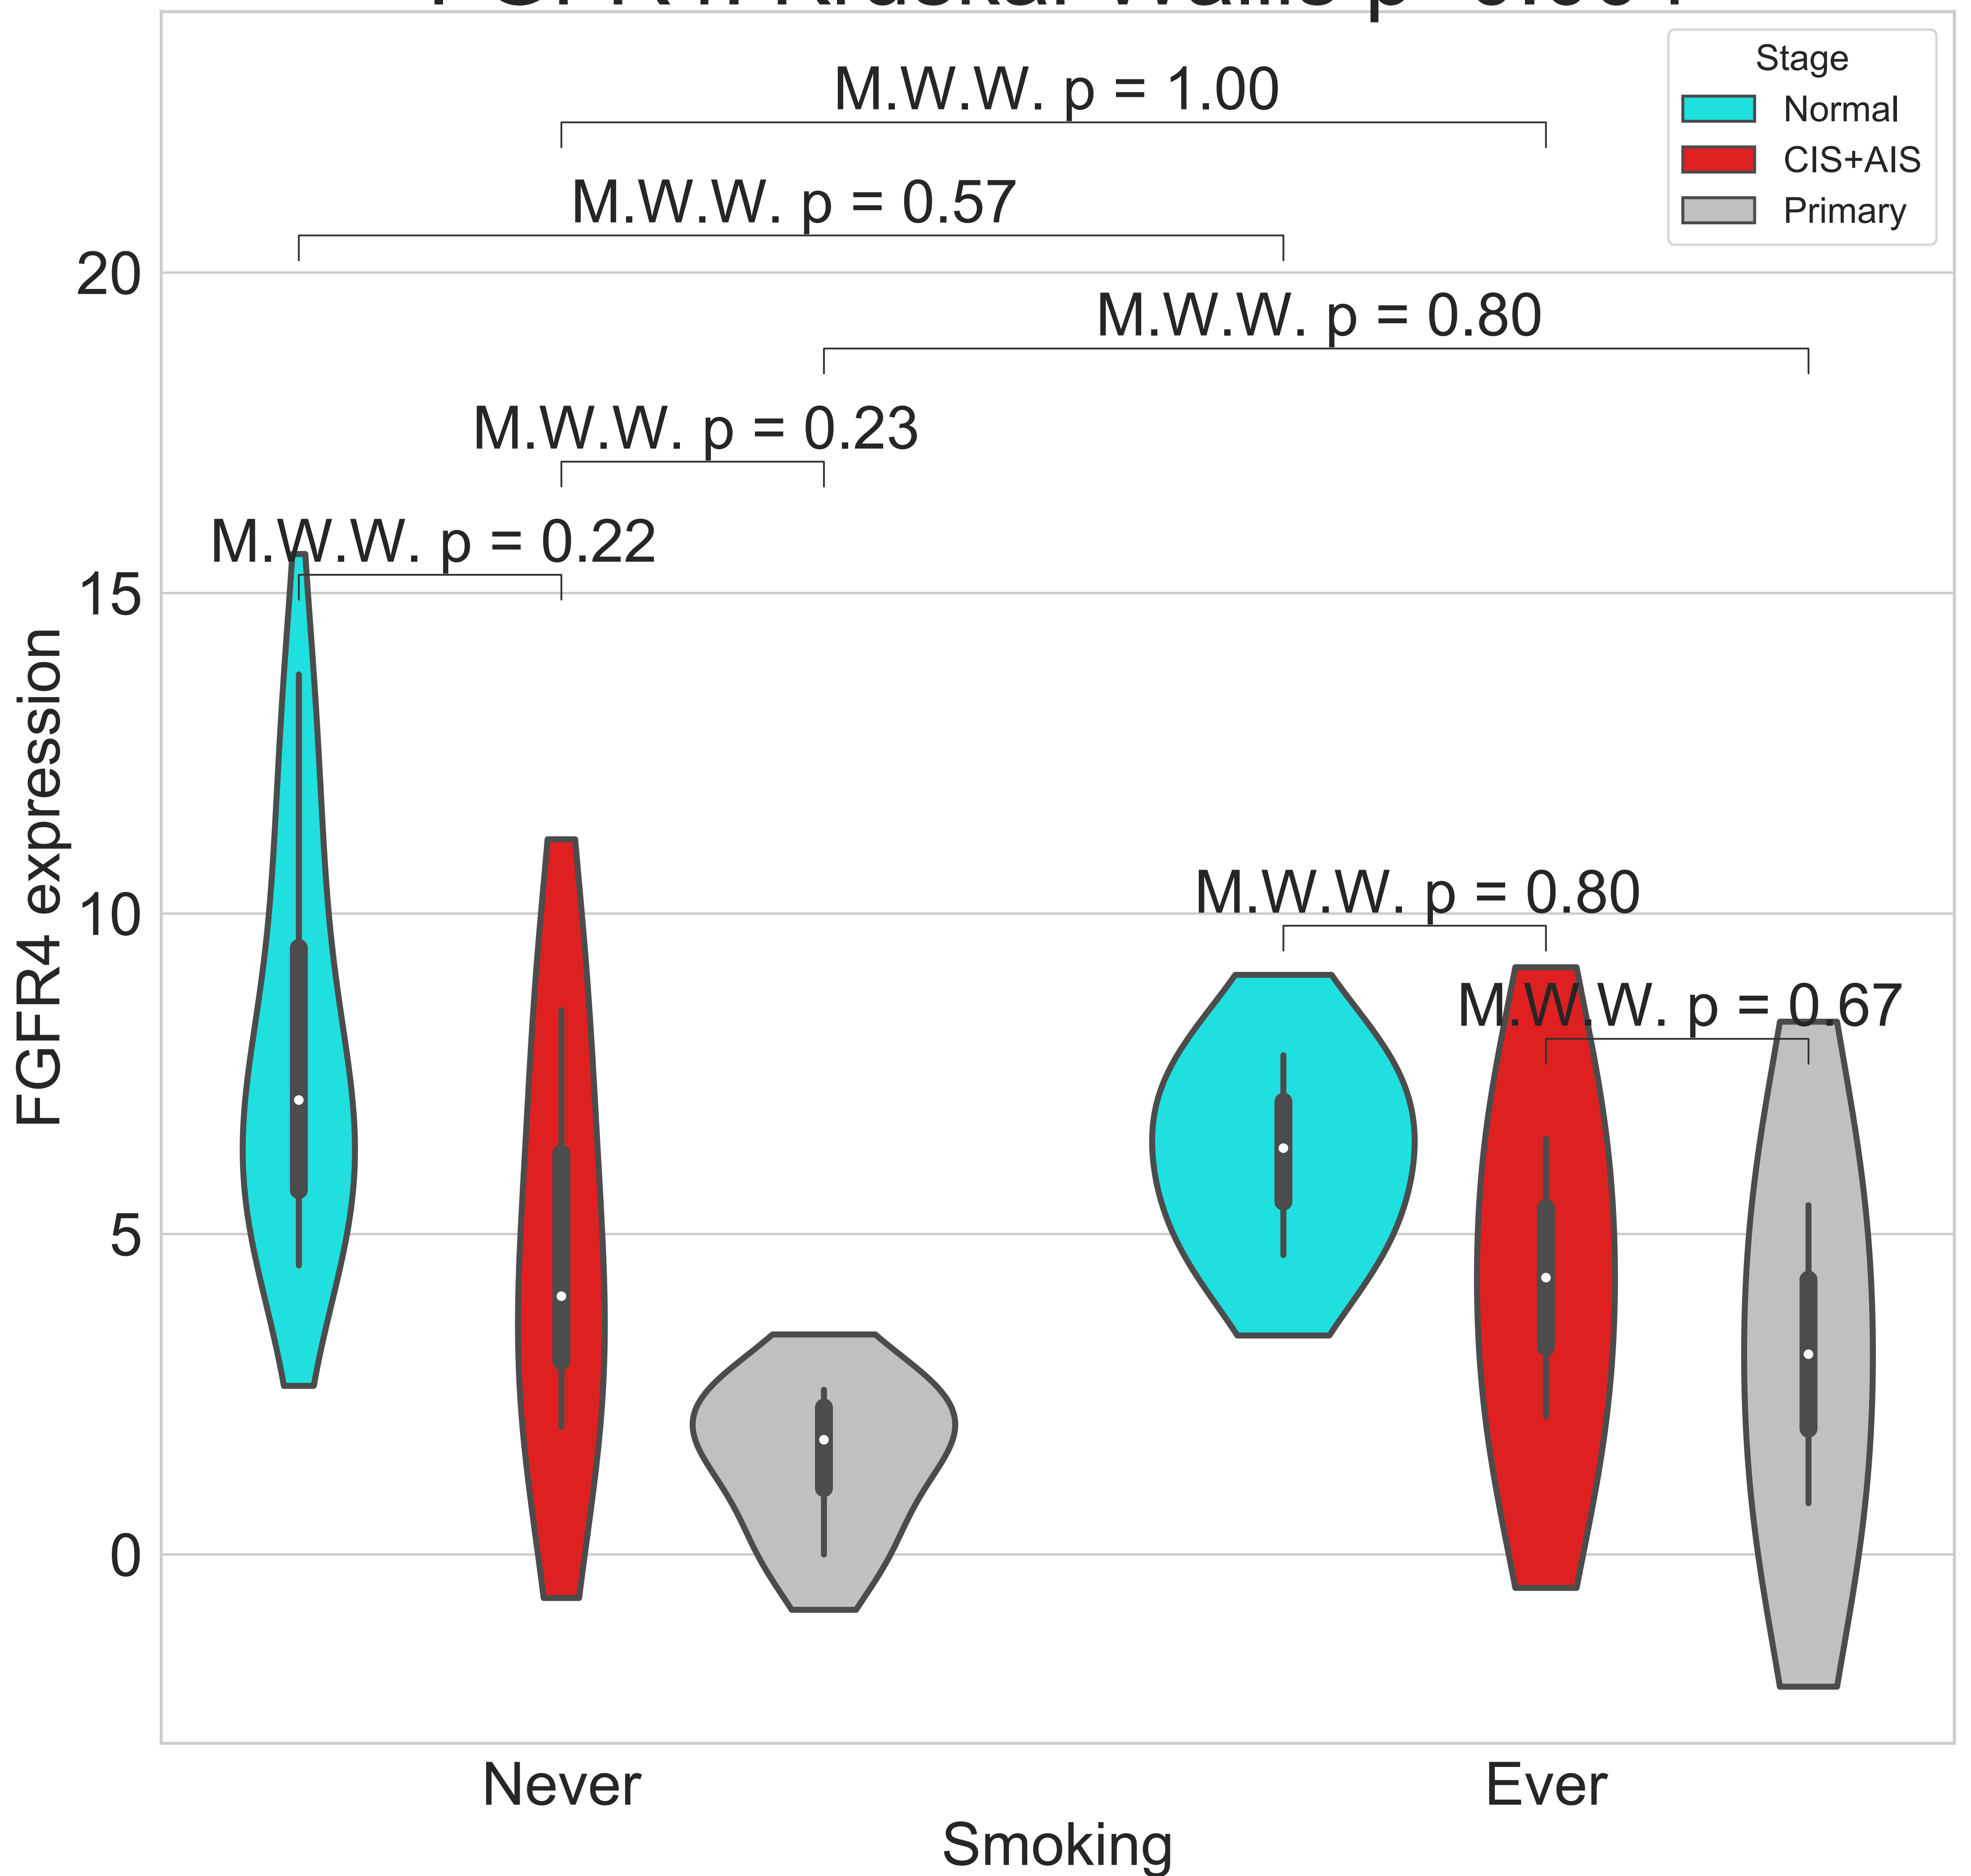 Stage
Normal
CIS+AIS
Primary
M.W.W. p = 1.00
M.W.W. p = 0.57
M.W.W. p = 0.80
M.W.W. p = 0.23
M.W.W. p = 0.22
M.W.W. p = 0.80
M.W.W. p = 0.67
20
15
10
5
0
FGFR4 expression
Never
Ever
Smoking